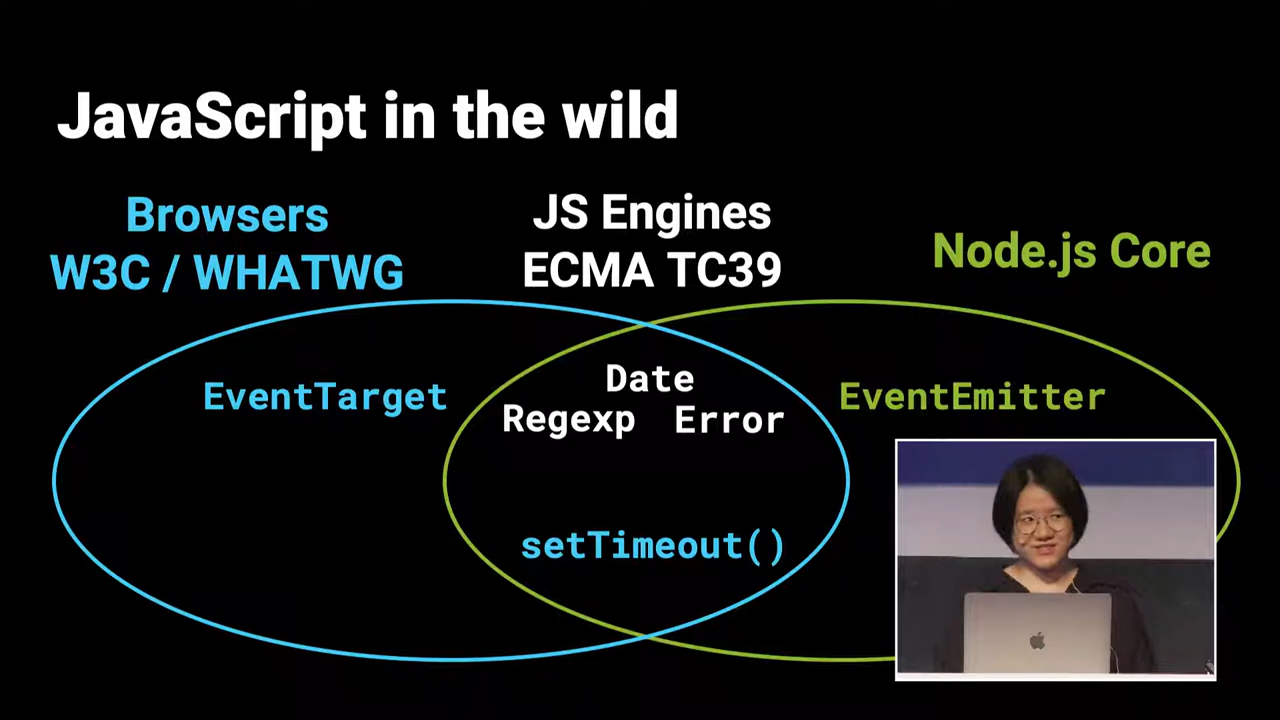 JavaScript in the wild
Browsers
W3C / WHATWG
JS Engines
ECMA TC39
Node.js Core
EventTarget
Date
Regexp Error
EventEmitter
setTimeout()